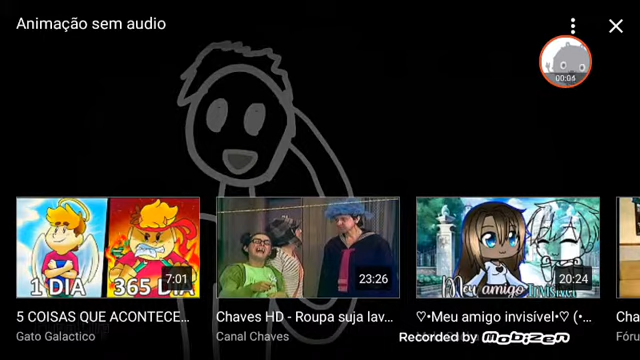 Animação sem audio
00:06
1 DIA
365 DIA
7:01
23:26
Meu amigo
invisível
20:24
5 COISAS QUE ACONTECE...
Chaves HD - Roupa suja lav...
♡•Meu amigo invisível•♡ (•...
Cha
Gato Galactico
Canal Chaves
Recorded by Mobizen
Fóru